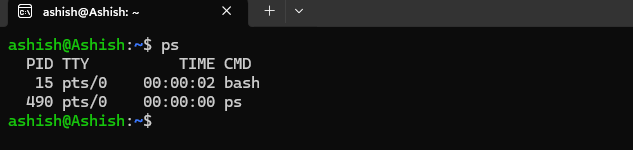 ashish@Ashish: ~
ashish@Ashish:~$ ps
  PID TTY          TIME CMD
   15 pts/0    00:00:02 bash
  490 pts/0    00:00:00 ps
ashish@Ashish:~$